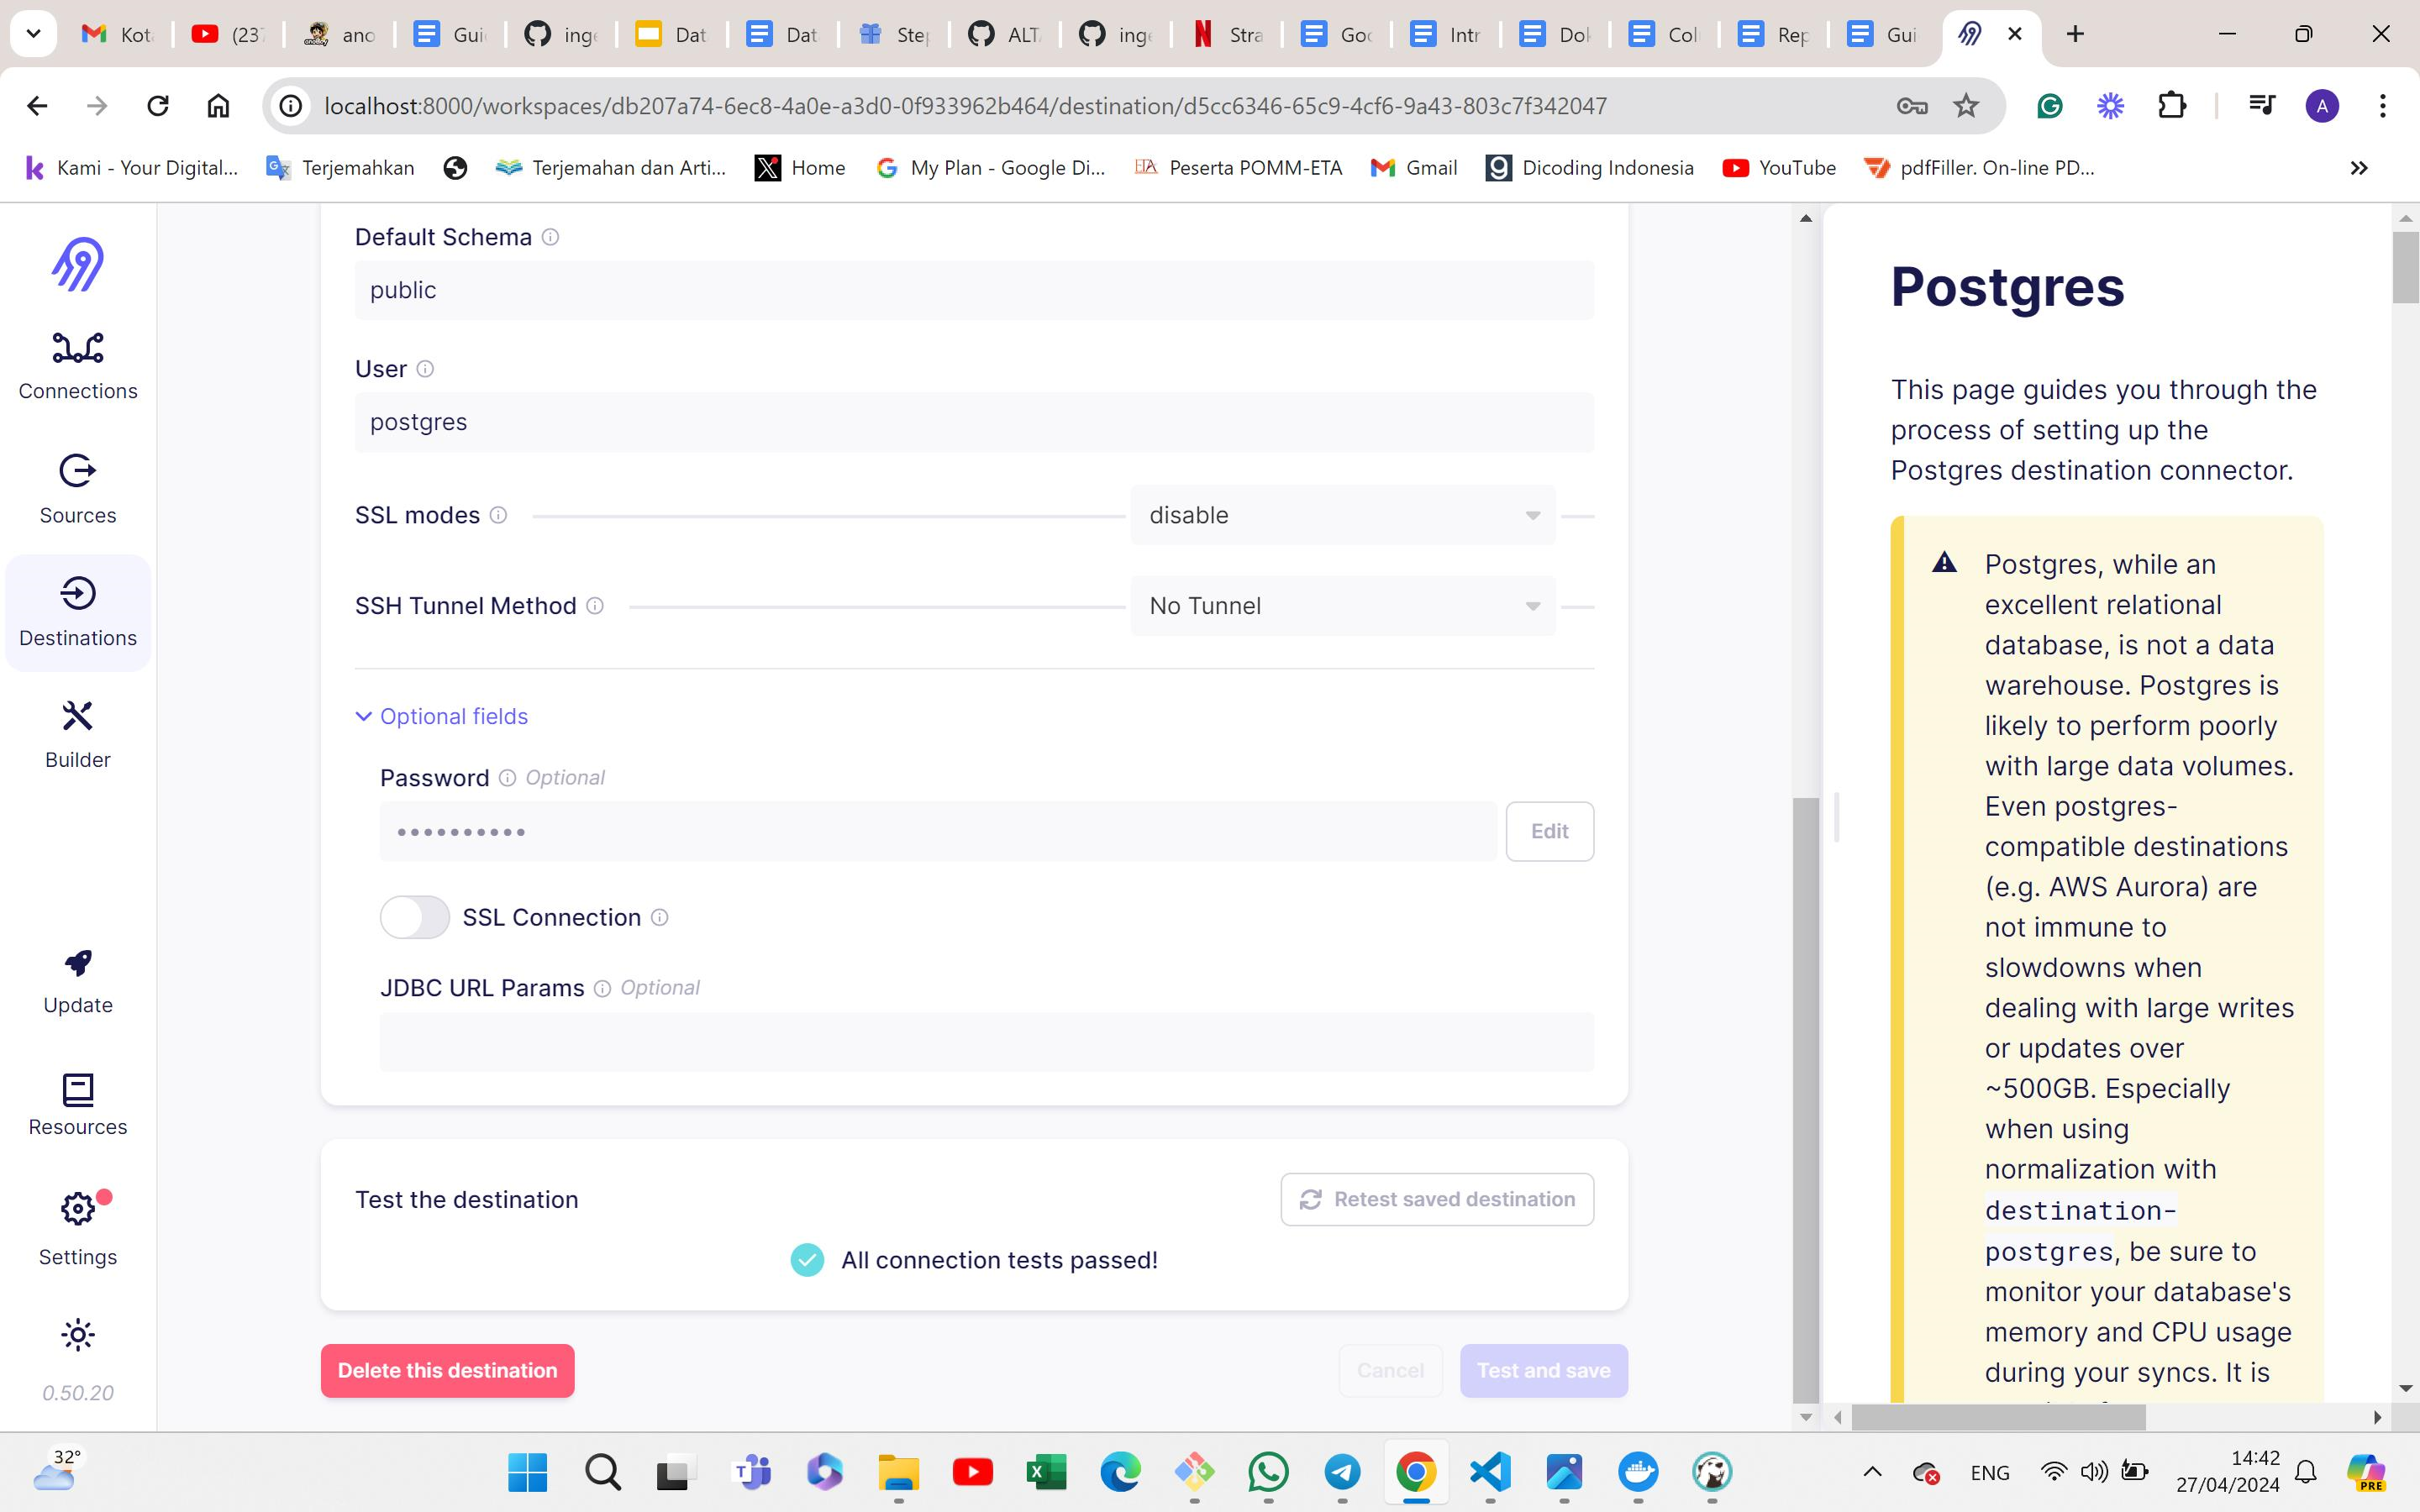 Kot
(23
ano
Gui
inge
Dat
Dat
Step
ALT
inge
Stra
Goo
Intr
Dok
Col
Rep
Gui
localhost:8000/workspaces/db207a74-6ec8-4a0e-a3d0-0f933962b464/destination/d5cc6346-65c9-4cf6-9a43-803c7f342047
A
Kami - Your Digital...
Terjemahkan
Terjemahan dan Arti...
Home
My Plan - Google Di...
Peserta POMM-ETA
Gmail
Dicoding Indonesia
YouTube
pdfFiller. On-line PD...
Connections
Sources
Destinations
Builder
Update
Resources
Settings
0.50.20
Default Schema
public
User
postgres
SSL modes
disable
SSH Tunnel Method
No Tunnel
Optional fields
Password Optional
Edit
SSL Connection
JDBC URL Params Optional
Test the destination
Retest saved destination
All connection tests passed!
Delete this destination
Cancel
Test and save
Postgres
This page guides you through the
process of setting up the
Postgres destination connector.
Postgres, while an
excellent relational
database, is not a data
warehouse. Postgres is
likely to perform poorly
with large data volumes.
Even postgres-
compatible destinations
(e.g. AWS Aurora) are
not immune to
slowdowns when
dealing with large writes
or updates over
~500GB. Especially
when using
normalization with
destination-
postgres, be sure to
monitor your database's
memory and CPU usage
during your syncs. It is
32°
ENG
14:42
27/04/2024
PRE